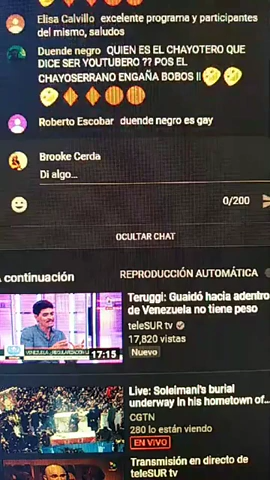 Elisa Calvillo excelente programa y participantes
del mismo, saludos
Duende negro QUIEN ES EL CHAYOTERO QUE
DICE SER YOUTUBERO ?? POS EL
CHAYOSERRANO ENGAÑA BOBOS !!
Roberto Escobar duende negro es gay
Brooke Cerda
Di algo...
0/200
OCULTAR CHAT
continuación
REPRODUCCIÓN AUTOMÁTICA
Teruggi: Guaidó hacia adentro
de Venezuela no tiene peso
teleSUR tv
17,820 vistas
Nuevo
17:15
Live: Soleimani's burial
underway in his hometown of...
CGTN
280 lo están viendo
EN VIVO
Transmisión en directo de
teleSUR tv